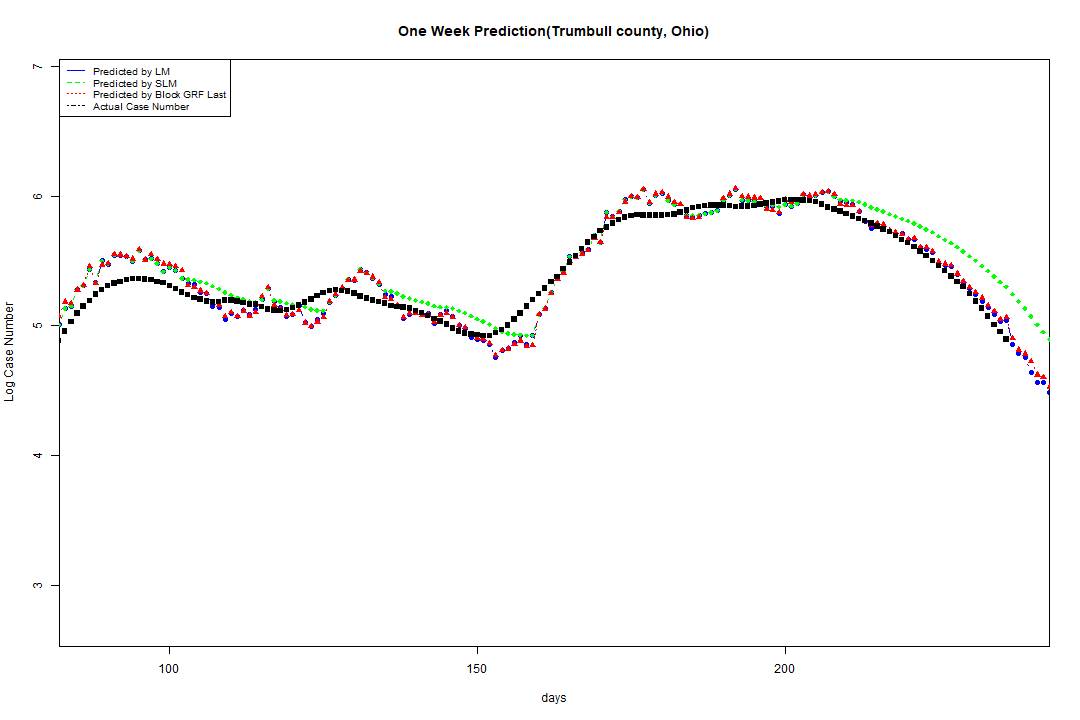 One Week Prediction(Trumbull county, Ohio)
Predicted by LM
Predicted by SLM
Predicted by Block GRF Last
Actual Case Number
7
6
5
4
3
Log Case Number
100
150
200
days